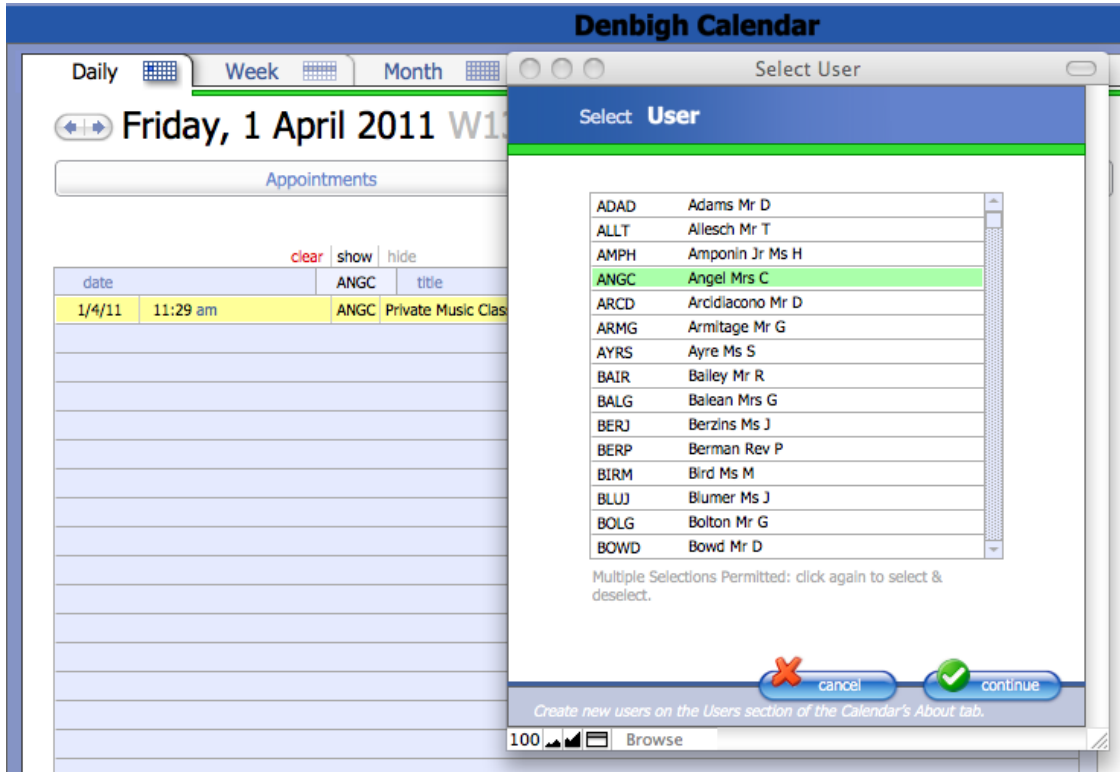 Denbigh Calendar
Daily Week Month
Friday, 1 April 2011 W13
Appointments
clear show hide
date ANGC title
1/4/11 11:29 am ANGC Private Music Clas
Select User
Select User
ADAD Adams Mr D
ALLT Allesch Mr T
AMPH Amponin Jr Ms H
ANGC Angel Mrs C
ARCD Arcidiacono Mr D
ARMG Armitage Mr G
AYRS Ayre Ms S
BAIR Bailey Mr R
BALG Balean Mrs G
BERJ Berzins Ms J
BERP Berman Rev P
BIRM Bird Ms M
BLUJ Blumer Ms J
BOLG Bolton Mr G
BOWD Bowd Mr D
Multiple Selections Permitted: click again to select &
deselect.
cancel continue
Create new users on the Users section of the Calendar's About tab.
100 Browse